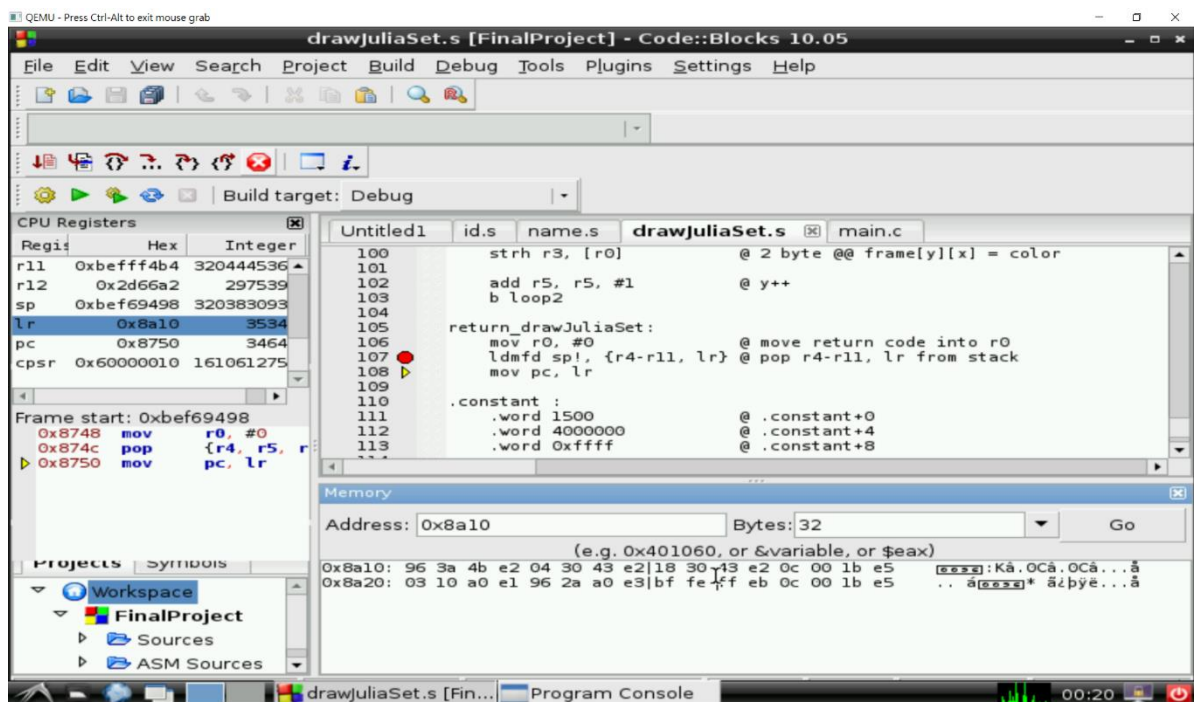 QEMU - Press Ctrl-Alt to exit mouse grab
drawJuliaSet.s [FinalProject] - Code::Blocks 10.05
File Edit View Search Project Build Debug Tools Plugins Settings Help
Build target: Debug
CPU Registers
Regis Hex Integer
r11 0xbefff4b4 320444536
r12 0x2d66a2 297539
sp 0xbef69498 320383093
lr 0x8a10 3534
pc 0x8750 3464
cpsr 0x60000010 161061275
Frame start: 0xbef69498
0x8748 mov r0, #0
0x874c pop {r4, r5, r
0x8750 mov pc, lr
Projects Symbols
Workspace
FinalProject
Sources
ASM Sources
Untitled1 id.s name.s drawJuliaSet.s main.c
100 strh r3, [r0] @ 2 byte @@ frame[y][x] = color
101
102 add r5, r5, #1 @ y++
103 b loop2
104
105 return_drawJuliaSet:
106 mov r0, #0 @ move return code into r0
107 ldmfd sp!, {r4-r11, lr} @ pop r4-r11, lr from stack
108 mov pc, lr
109
110 .constant :
111 .word 1500 @ .constant+0
112 .word 4000000 @ .constant+4
113 .word 0xffff @ .constant+8
Memory
Address: 0x8a10 Bytes: 32 Go
(e.g. 0x401060, or &variable, or $eax)
0x8a10: 96 3a 4b e2 04 30 43 e2|18 30 43 e2 0c 00 1b e5 :Kâ.0Câ.0Câ...å
0x8a20: 03 10 a0 e1 96 2a a0 e3|bf fe ff eb 0c 00 1b e5 .. á* ã¿þÿë...å
drawJuliaSet.s [Fin... Program Console 00:20